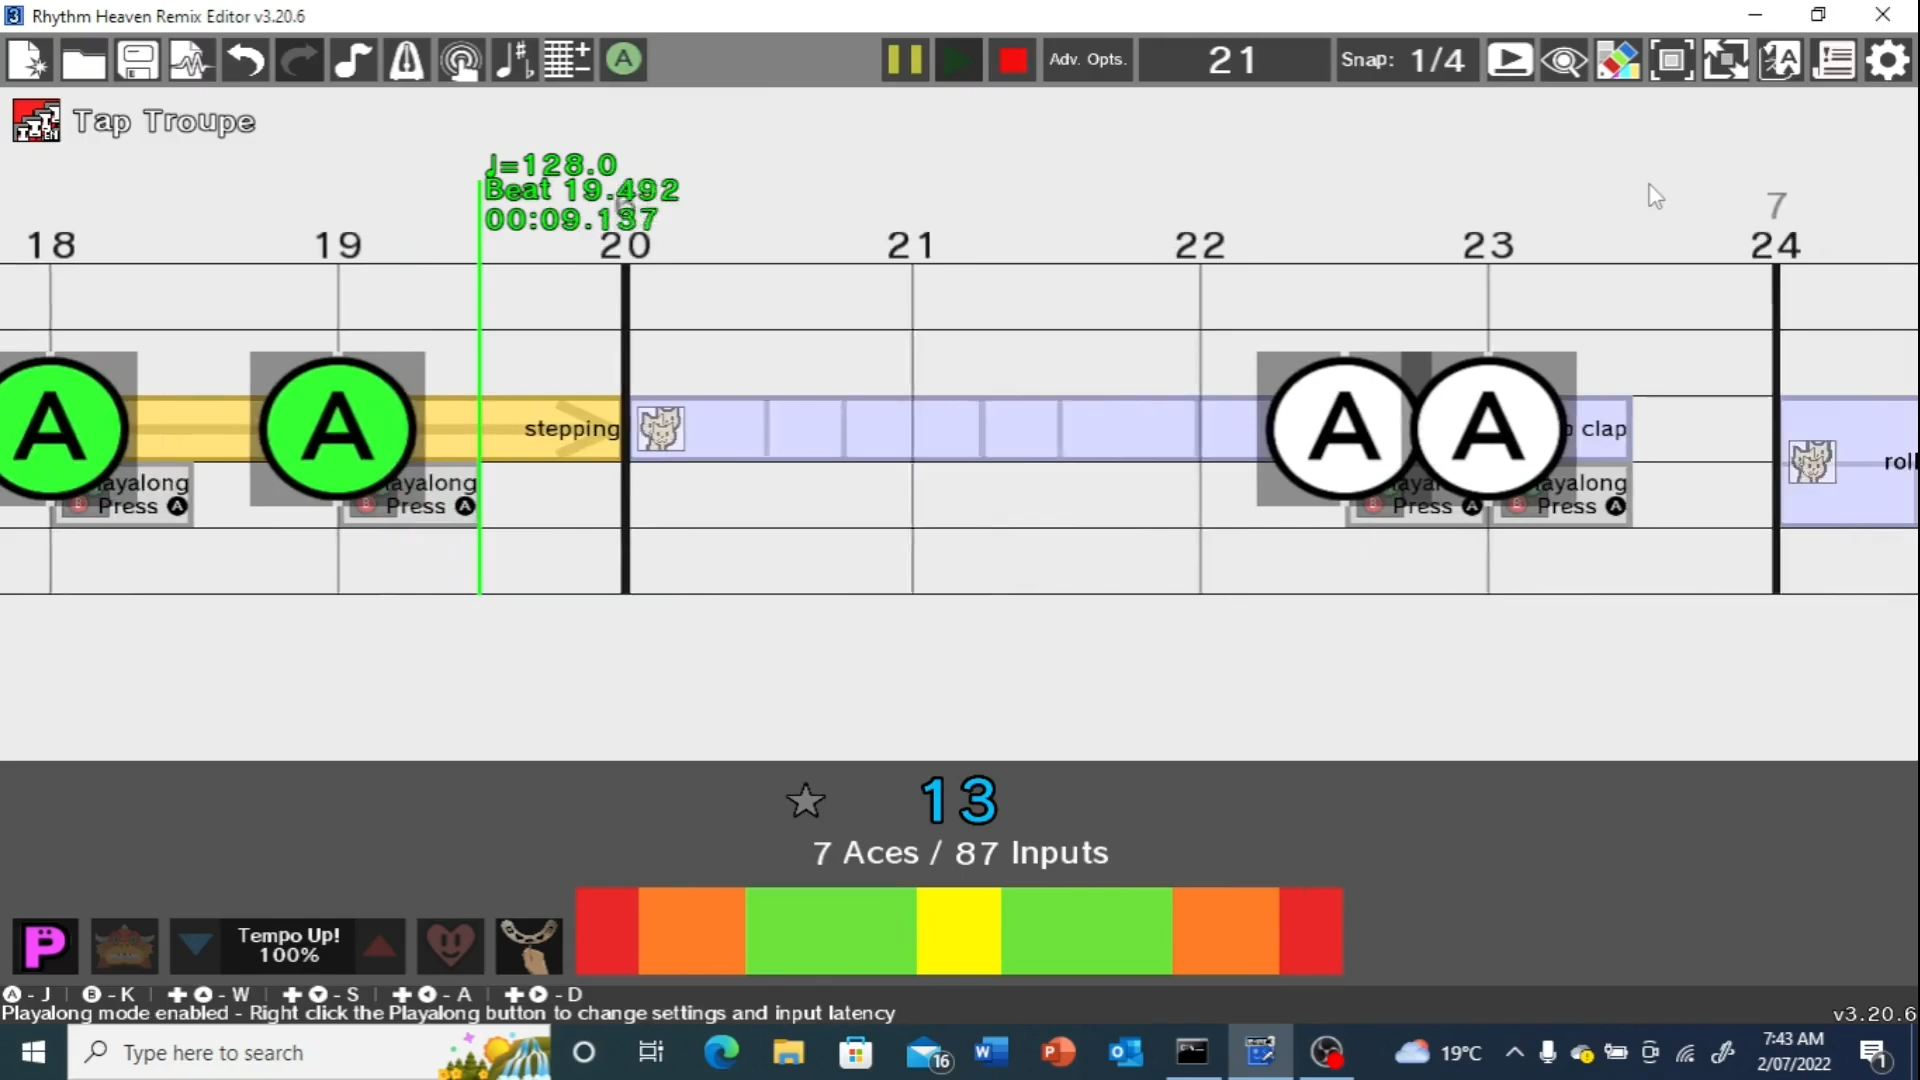 Rhythm Heaven Remix Editor v3.20.6
A
Adv. Opts.
21
Snap: 1/4
Tap Troupe
♩=128.0
Beat 19.492
00:09.137
6
7
18
19
20
21
22
23
24
A
A
stepping
A
A
clap
roll
Press A
Press A
Press A
Press A
13
7 Aces / 87 Inputs
P
Tempo Up!
100%
A - J | B - K | - W | - S | - A | - D
Playalong mode enabled - Right click the Playalong button to change settings and input latency
v3.20.6
Type here to search
16
19°C
7:43 AM
2/07/2022
1